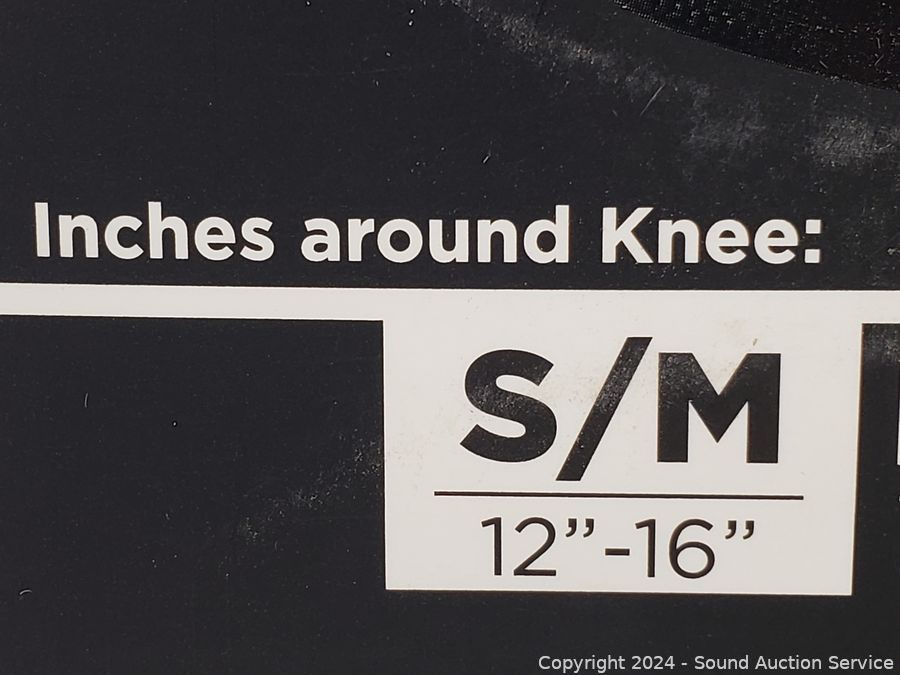 Inches around Knee:
S/M
12”-16”
Copyright 2024 - Sound Auction Service